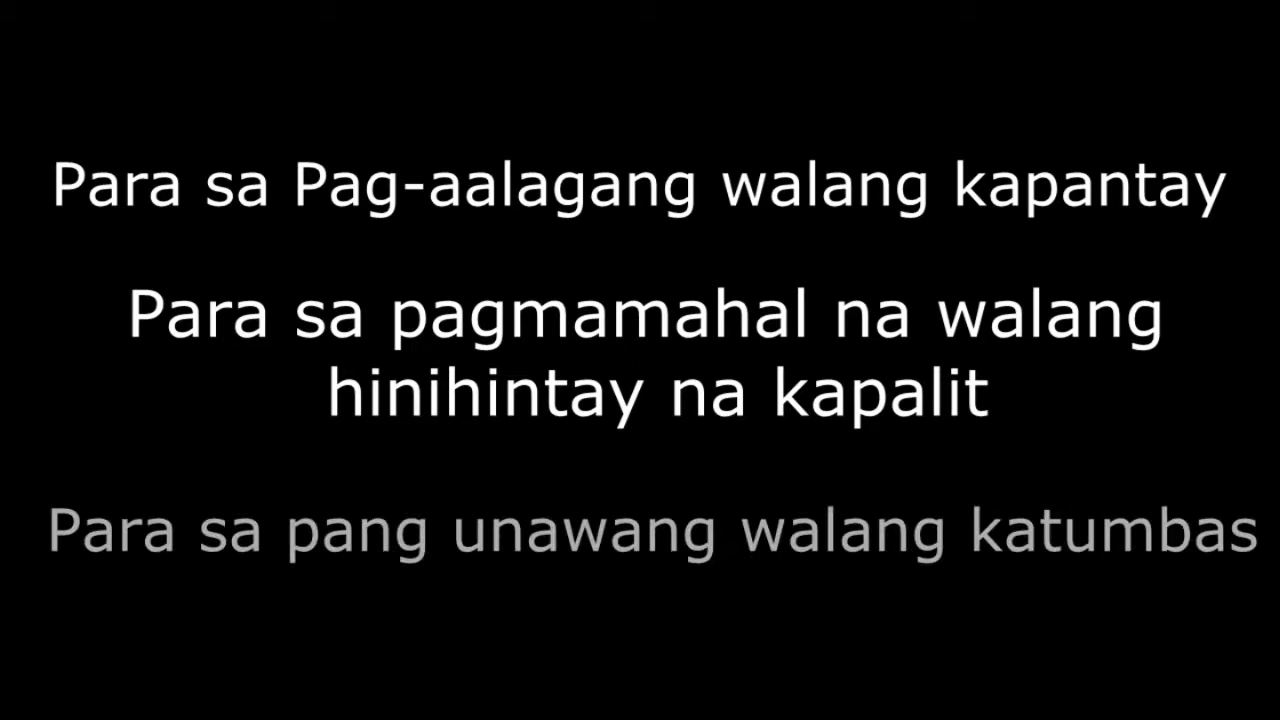 Para sa Pag-aalagang walang kapantay
Para sa pagmamahal na walang
hinihintay na kapalit
Para sa pang unawang walang katumbas